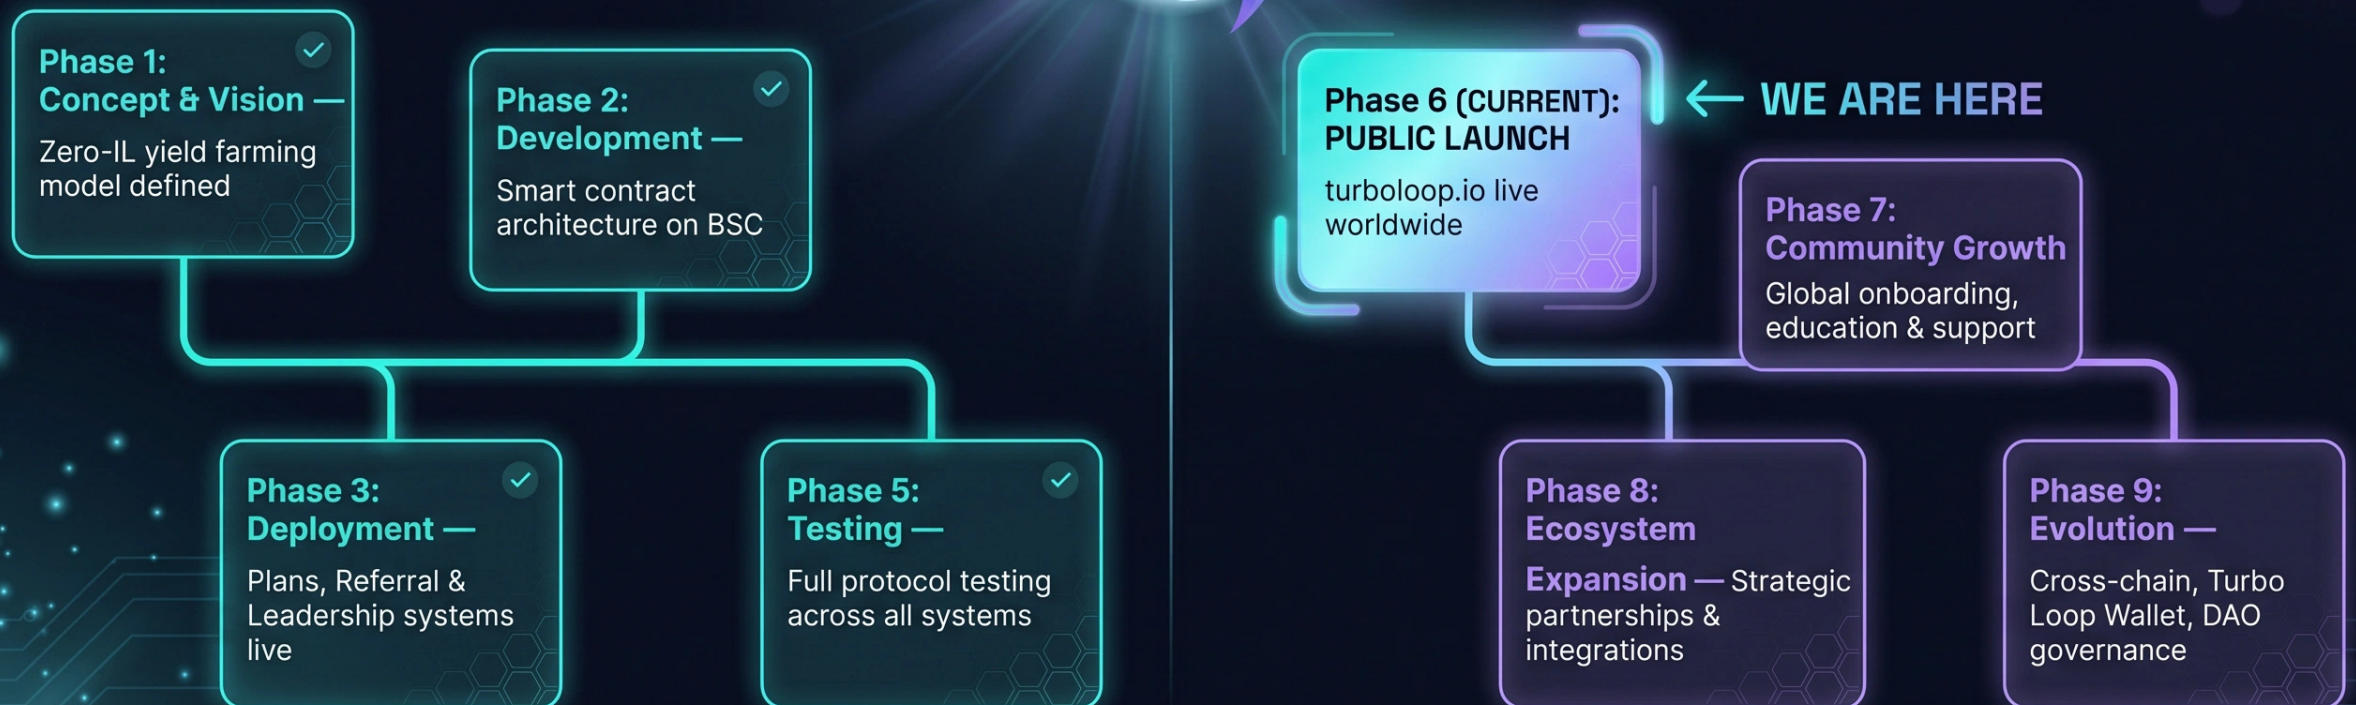 Phase 1:
Concept & Vision —
Zero-IL yield farming
model defined
Phase 2:
Development —
Smart contract
architecture on BSC
Phase 3:
Deployment —
Plans, Referral &
Leadership systems
live
Phase 5:
Testing —
Full protocol testing
across all systems
Phase 6 (CURRENT):
PUBLIC LAUNCH
turboloop.io live
worldwide
← WE ARE HERE
Phase 7:
Community Growth
Global onboarding,
education & support
Phase 8:
Ecosystem
Expansion — Strategic
partnerships &
integrations
Phase 9:
Evolution —
Cross-chain, Turbo
Loop Wallet, DAO
governance